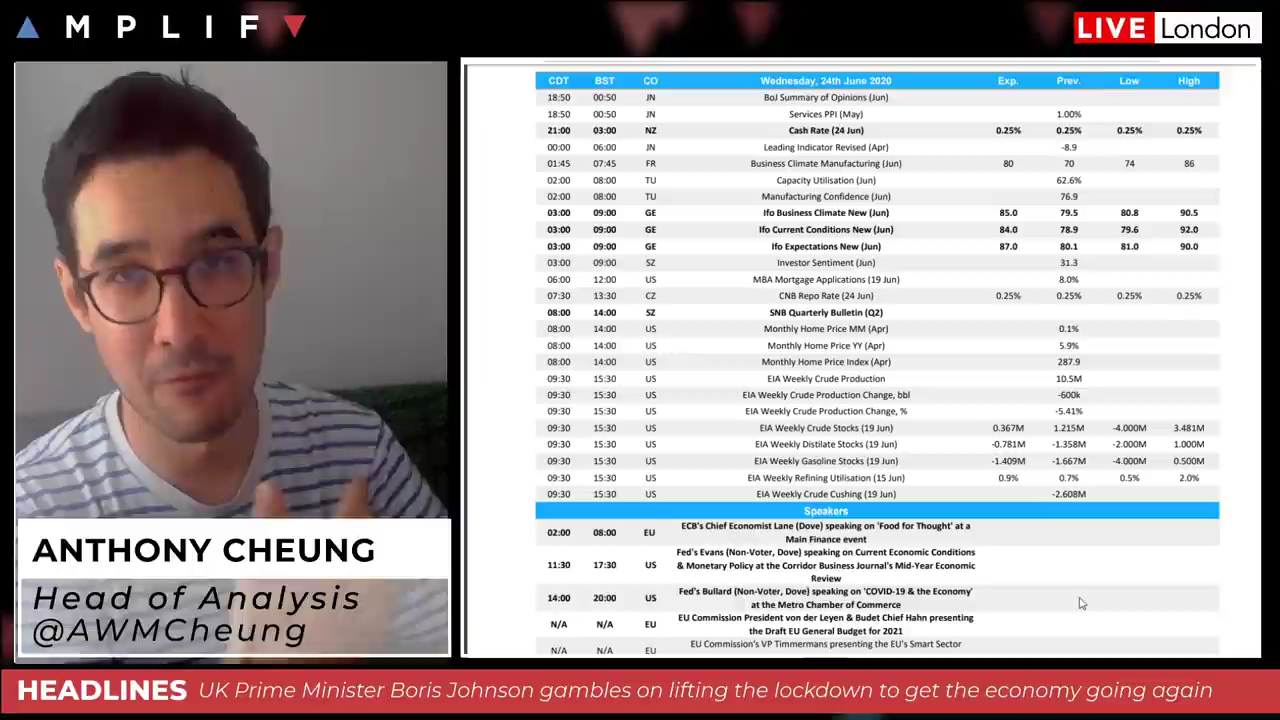 AMPLIFY
LIVE London
CDT BST CO Wednesday, 24th June 2020 Exp. Prev. Low High
18:50 00:50 JN BoJ Summary of Opinions (Jun)
18:50 00:50 JN Services PPI (May) 1.00%
21:00 03:00 NZ Cash Rate (24 Jun) 0.25% 0.25% 0.25% 0.25%
00:00 06:00 JN Leading Indicator Revised (Apr) -8.9
01:45 07:45 FR Business Climate Manufacturing (Jun) 80 70 74 86
02:00 08:00 TU Capacity Utilisation (Jun) 62.6%
02:00 08:00 TU Manufacturing Confidence (Jun) 76.9
03:00 09:00 GE Ifo Business Climate New (Jun) 85.0 79.5 80.8 90.5
03:00 09:00 GE Ifo Current Conditions New (Jun) 84.0 78.9 79.6 92.0
03:00 09:00 GE Ifo Expectations New (Jun) 87.0 80.1 81.0 90.0
03:00 09:00 SZ Investor Sentiment (Jun) 31.3
06:00 12:00 US MBA Mortgage Applications (19 Jun) 8.0%
07:30 13:30 CZ CNB Repo Rate (24 Jun) 0.25% 0.25% 0.25% 0.25%
08:00 14:00 SZ SNB Quarterly Bulletin (Q2)
08:00 14:00 US Monthly Home Price MM (Apr) 0.1%
08:00 14:00 US Monthly Home Price YY (Apr) 5.9%
08:00 14:00 US Monthly Home Price Index (Apr) 287.9
09:30 15:30 US EIA Weekly Crude Production 10.5M
09:30 15:30 US EIA Weekly Crude Production Change, bbl -600k
09:30 15:30 US EIA Weekly Crude Production Change, % -5.41%
09:30 15:30 US EIA Weekly Crude Stocks (19 Jun) 0.367M 1.215M -4.000M 3.481M
09:30 15:30 US EIA Weekly Distilate Stocks (19 Jun) -0.781M -1.358M -2.000M 1.000M
09:30 15:30 US EIA Weekly Gasoline Stocks (19 Jun) -1.409M -1.667M -4.000M 0.500M
09:30 15:30 US EIA Weekly Refining Utilisation (15 Jun) 0.9% 0.7% 0.5% 2.0%
09:30 15:30 US EIA Weekly Crude Cushing (19 Jun) -2.608M
Speakers
02:00 08:00 EU ECB's Chief Economist Lane (Dove) speaking on 'Food for Thought' at a
Main Finance event
11:30 17:30 US Fed's Evans (Non-Voter, Dove) speaking on Current Economic Conditions
& Monetary Policy at the Corridor Business Journal's Mid-Year Economic
Review
14:00 20:00 US Fed's Bullard (Non-Voter, Dove) speaking on 'COVID-19 & the Economy'
at the Metro Chamber of Commerce
N/A N/A EU EU Commission President von der Leyen & Budet Chief Hahn presenting
the Draft EU General Budget for 2021
N/A N/A EU EU Commission's VP Timmermans presenting the EU's Smart Sector
ANTHONY CHEUNG
Head of Analysis
@AWMCheung
HEADLINES UK Prime Minister Boris Johnson gambles on lifting the lockdown to get the economy going again